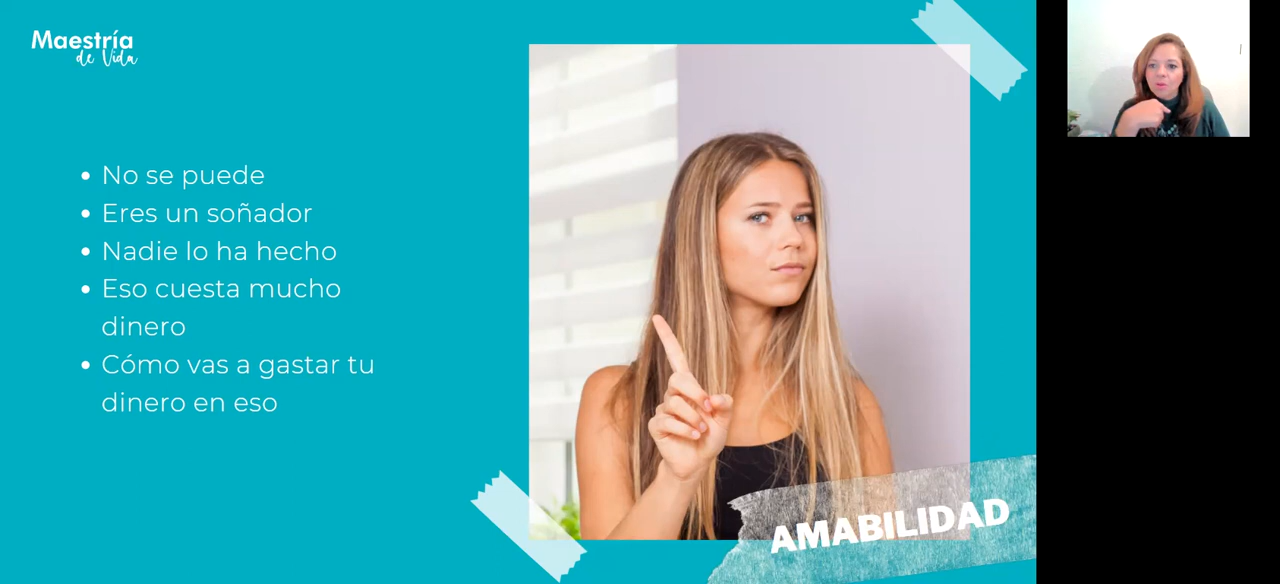 Maestría
de Vida
No se puede
Eres un soñador
Nadie lo ha hecho
Eso cuesta mucho
dinero
Cómo vas a gastar tu
dinero en eso
AMABILIDAD